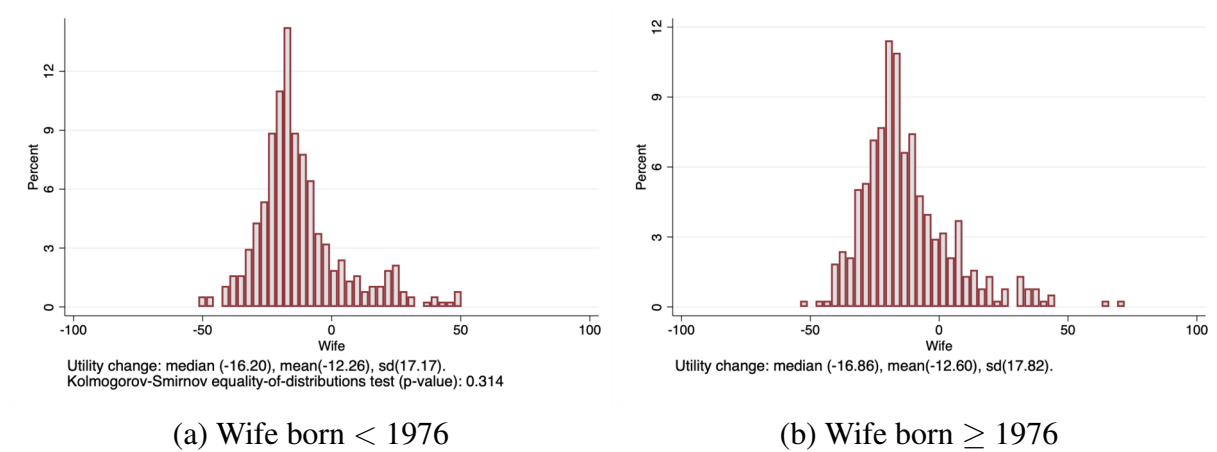 Percent
12
9
6
3
0
-100
-50
0
50
100
Wife
Utility change: median (-16.20), mean(-12.26), sd(17.17).
Kolmogorov-Smirnov equality-of-distributions test (p-value): 0.314
(a) Wife born < 1976
Percent
12
9
6
3
0
-100
-50
0
50
100
Wife
Utility change: median (-16.86), mean(-12.60), sd(17.82).
(b) Wife born ≥ 1976